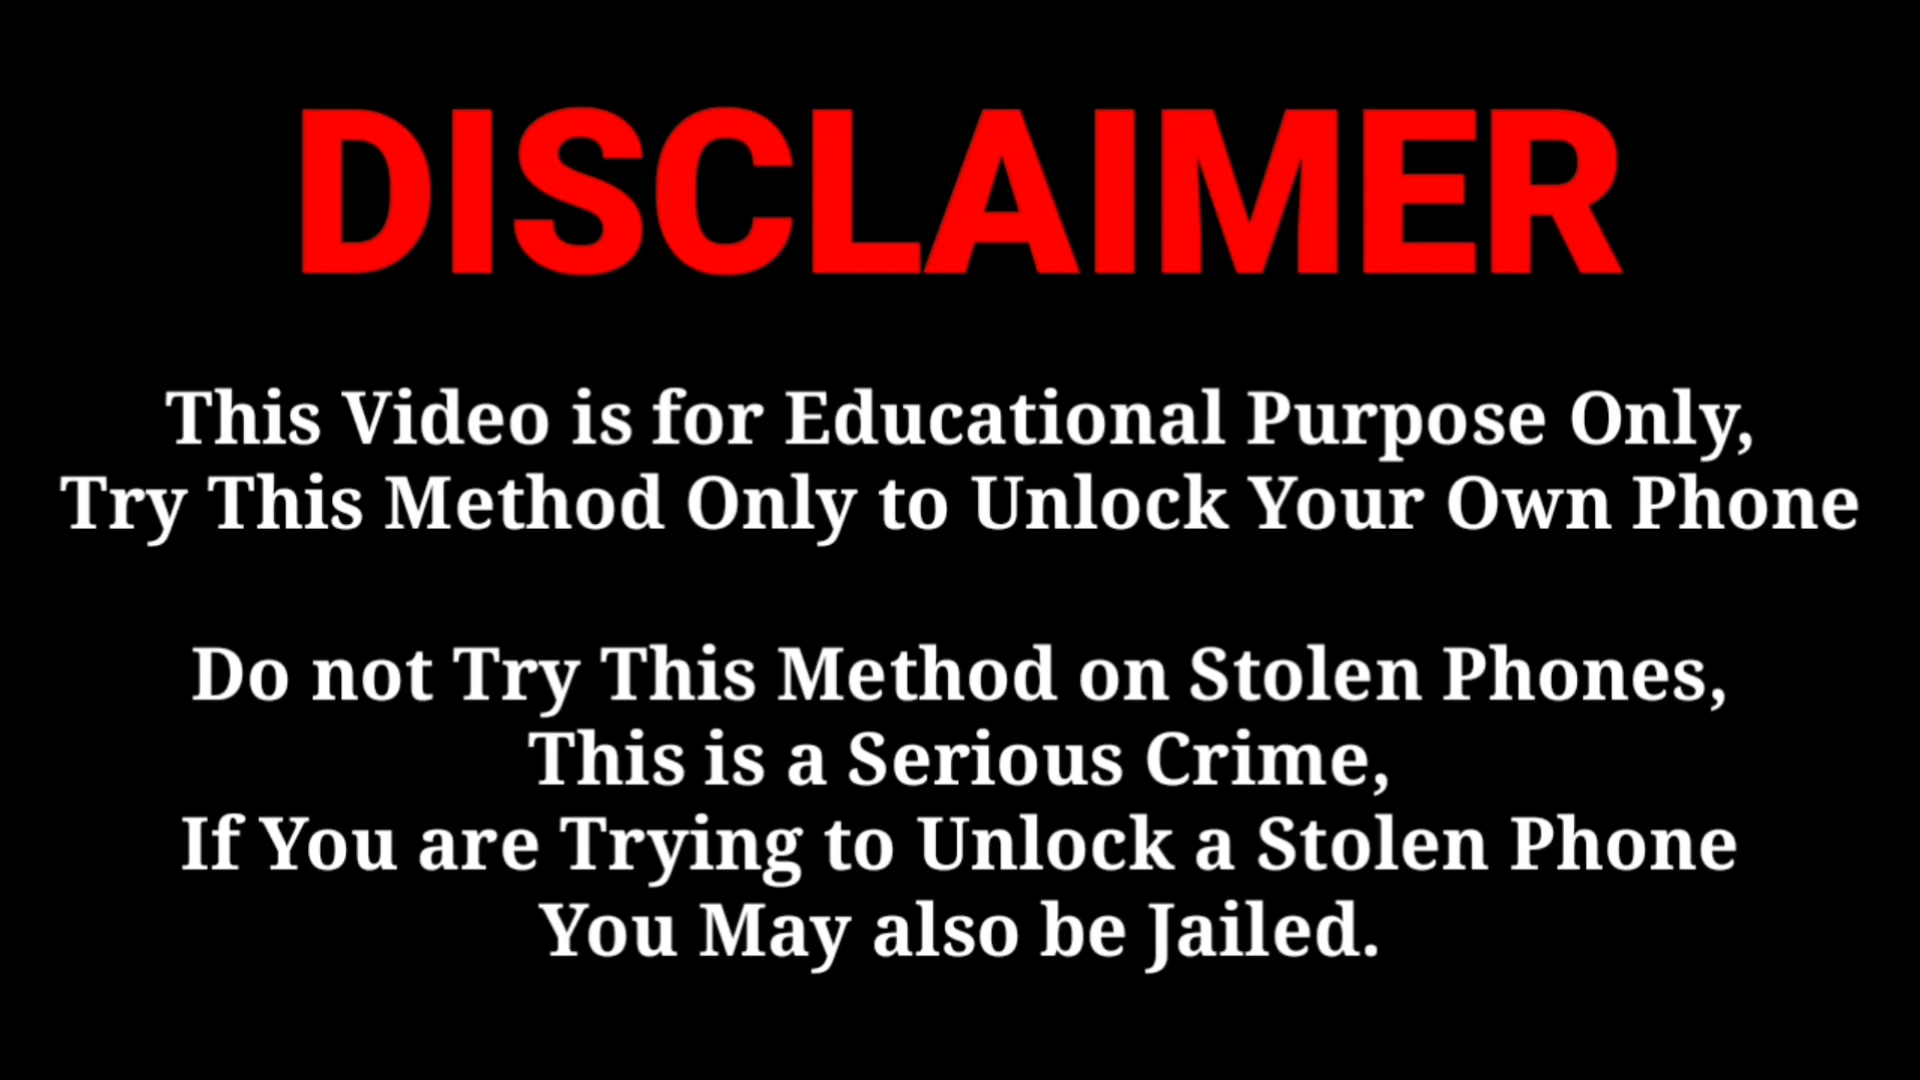 DISCLAIMER
This Video is for Educational Purpose Only,
Try This Method Only to Unlock Your Own Phone
Do not Try This Method on Stolen Phones,
This is a Serious Crime,
If You are Trying to Unlock a Stolen Phone
You May also be Jailed.